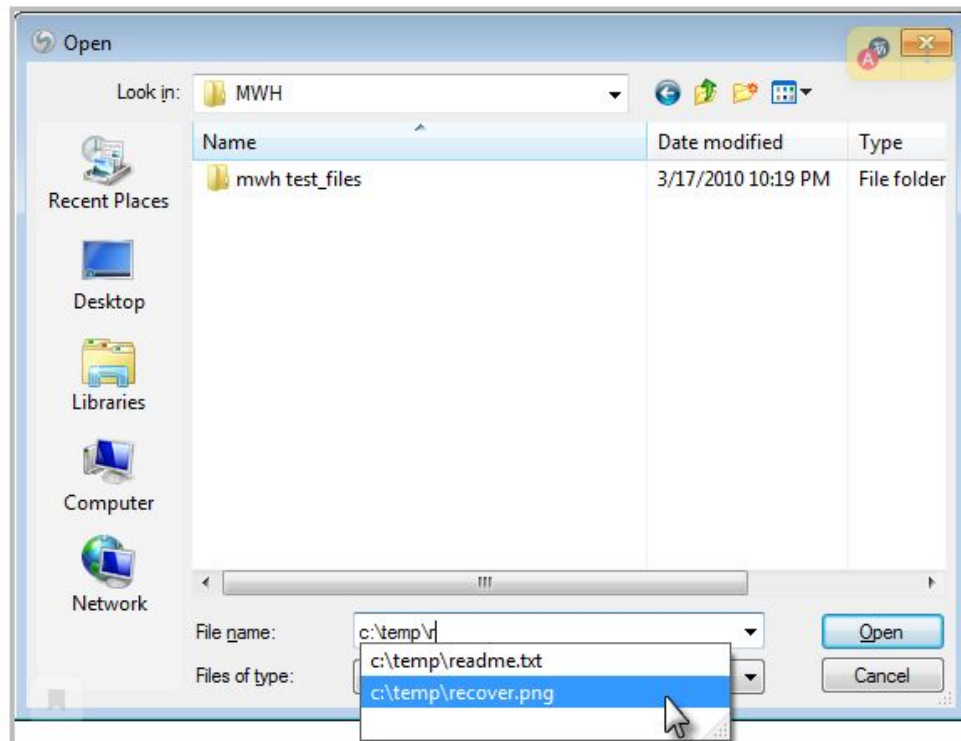 Open
Look in:
MWH
Name
Date modified
Type
mwh test_files
3/17/2010 10:19 PM
File folder
Recent Places
Desktop
Libraries
Computer
Network
File name:
c:\temp\r
Open
c:\temp\readme.txt
Files of type:
Cancel
c:\temp\recover.png